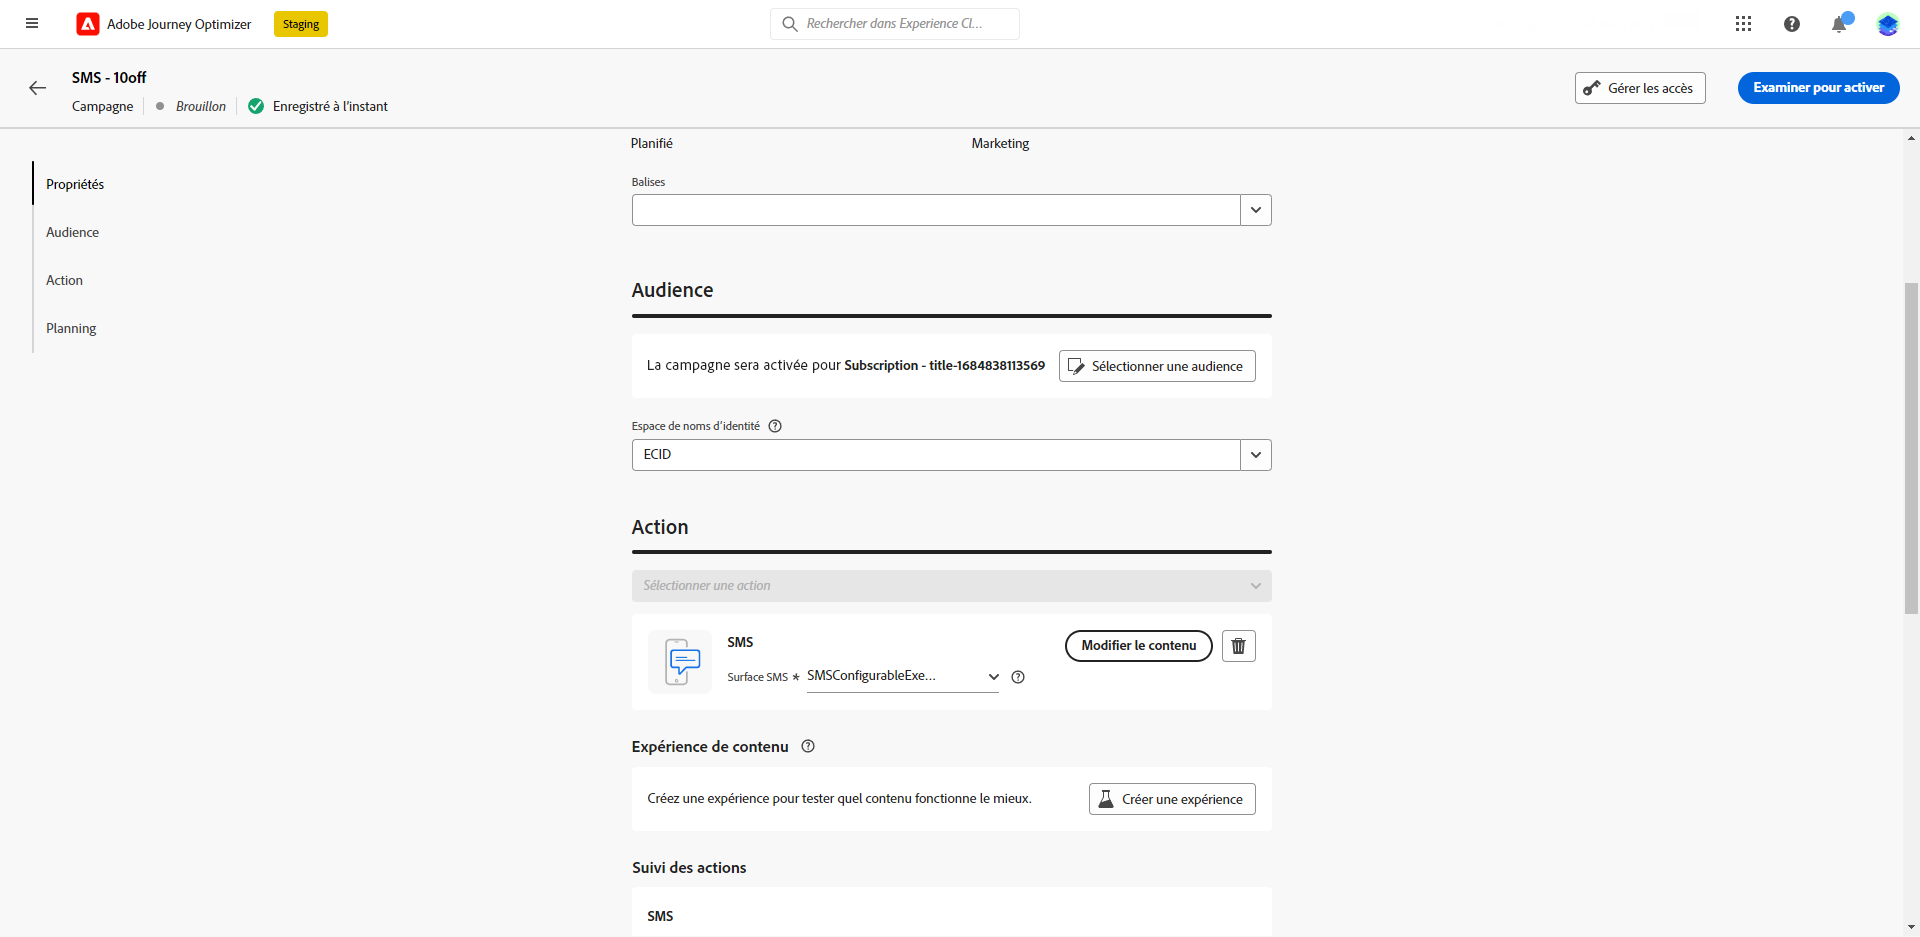 Adobe Journey Optimizer
Staging
Rechercher dans Experience Cl...
SMS - 10off
Campagne
Brouillon
Enregistré à l'instant
Gérer les accès
Examiner pour activer
Propriétés
Audience
Action
Planning
Planifié
Marketing
Balises
Audience
La campagne sera activée pour Subscription - title-1684838113569
Sélectionner une audience
Espace de noms d'identité
ECID
Action
Sélectionner une action
SMS
Modifier le contenu
Surface SMS *
SMSConfigurableExe...
Expérience de contenu
Créez une expérience pour tester quel contenu fonctionne le mieux.
Créer une expérience
Suivi des actions
SMS